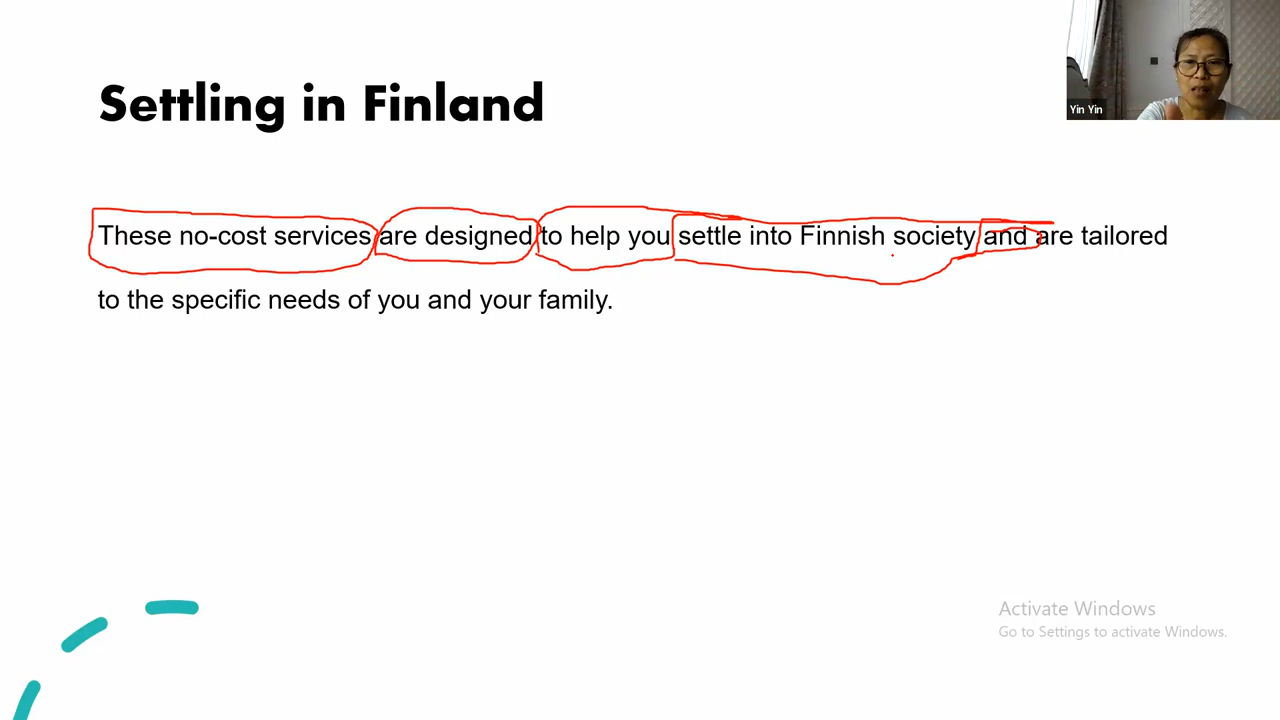 Settling in Finland
Yin Yin
These no-cost services are designed to help you settle into Finnish society and are tailored
to the specific needs of you and your family.
Activate Windows
Go to Settings to activate Windows.